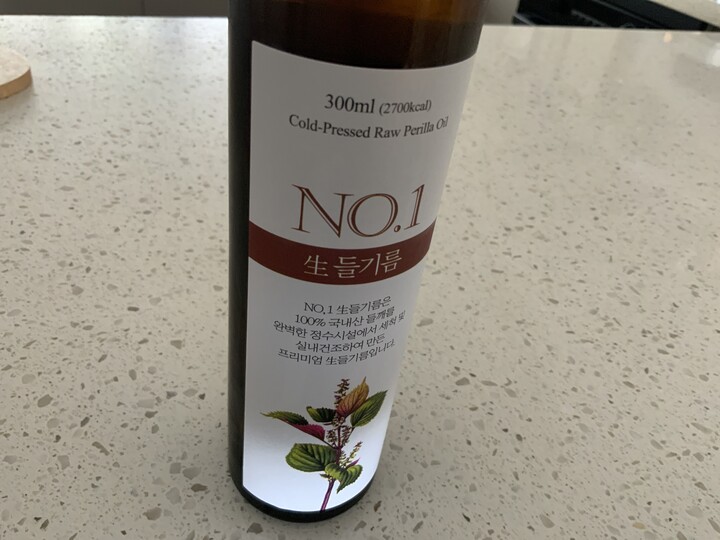 300ml (2700kcal)
Cold-Pressed Raw Perilla Oil
NO.1
生들기름
NO.1 生들기름은
100% 국내산 들깨를
완벽한 정수시설에서 세척 및
실내건조하여 만든
프리미엄 生들기름입니다.